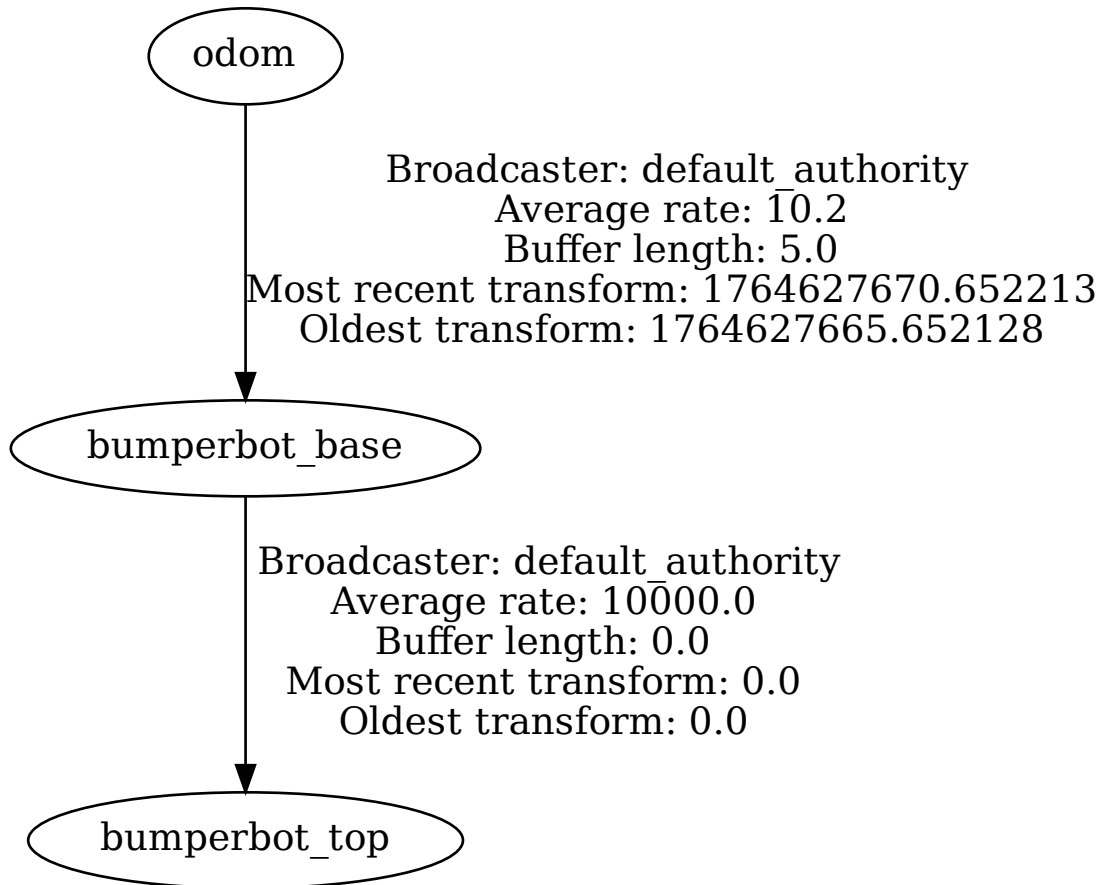 odom
Broadcaster: default_authority
Average rate: 10.2
Buffer length: 5.0
Most recent transform: 1764627670.652213
Oldest transform: 1764627665.652128
bumperbot_base
Broadcaster: default_authority
Average rate: 10000.0
Buffer length: 0.0
Most recent transform: 0.0
Oldest transform: 0.0
bumperbot_top